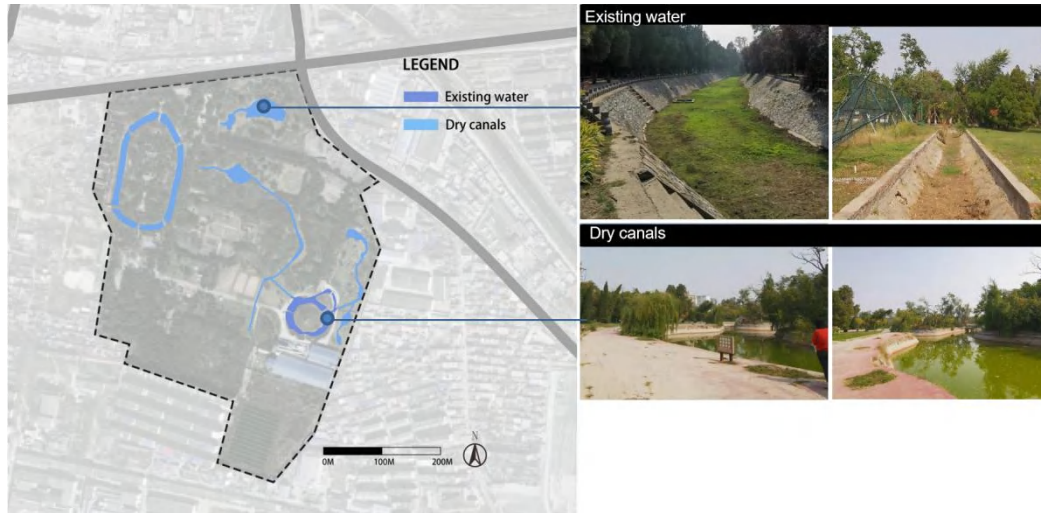 LEGEND
Existing water
Dry canals
N
0M 100M 200M
Existing water
Dry canals